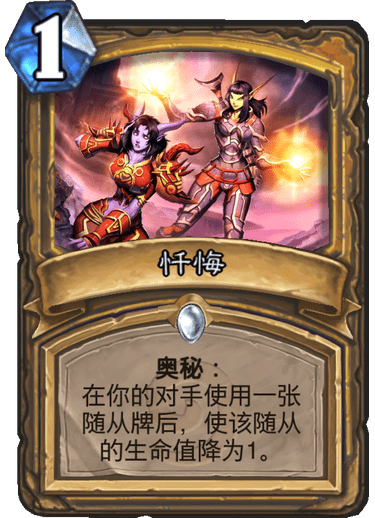 1
忏悔
奥秘：
在你的对手使用一张
随从牌后，使该随从
的生命值降为1。